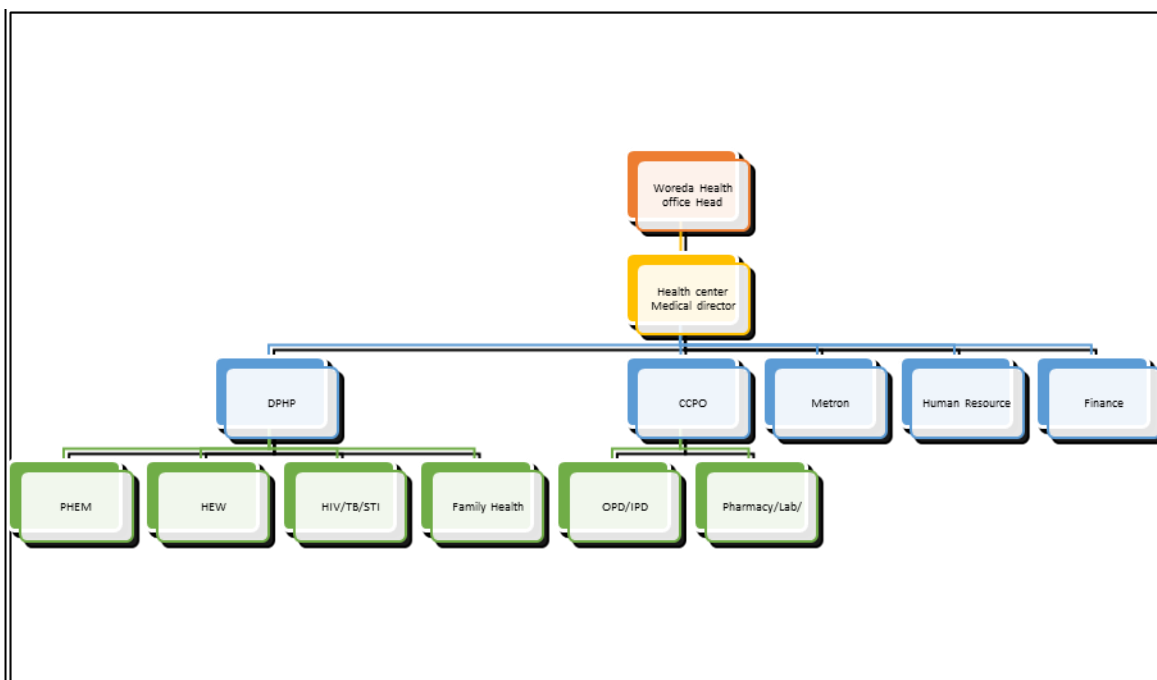 Woreda Health
office Head
Health center
Medical director
DPHP
CCPO
Metron
Human Resource
Finance
PHEM
HEW
HIV/TB/STI
Family Health
OPD/IPD
Pharmacy/Lab/